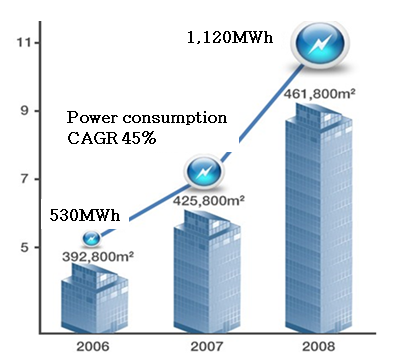 1,120MWh
11
461,800m²
9
Power consumption
CAGR 45%
7
425,800m²
530MWh
5
392,800m²
2006 2007 2008